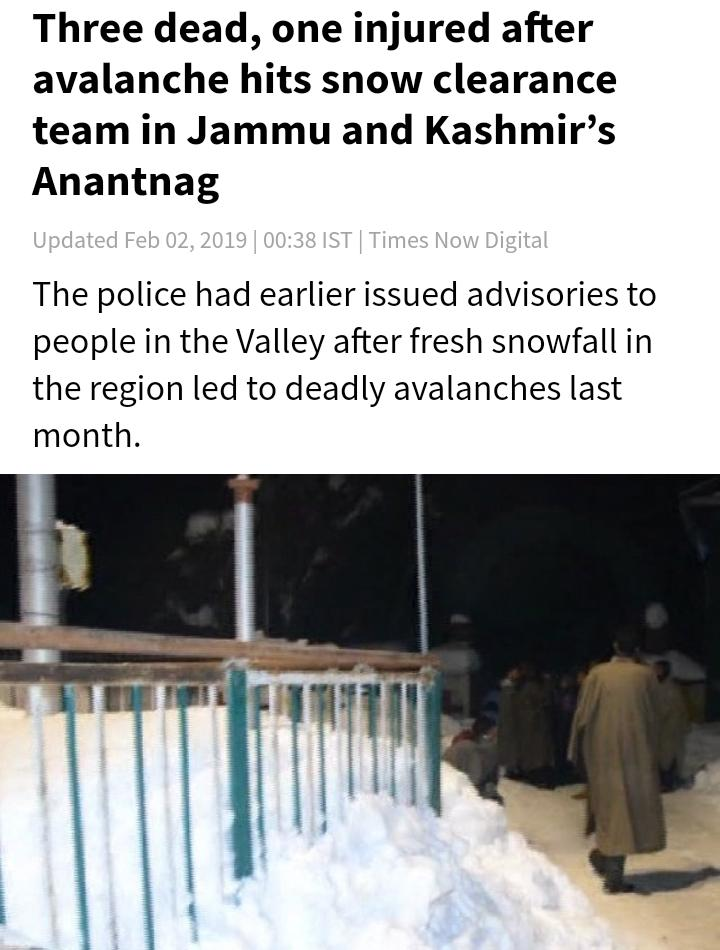 Three dead, one injured after
avalanche hits snow clearance
team in Jammu and Kashmir’s
Anantnag
Updated Feb 02, 2019 | 00:38 IST | Times Now Digital
The police had earlier issued advisories to
people in the Valley after fresh snowfall in
the region led to deadly avalanches last
month.